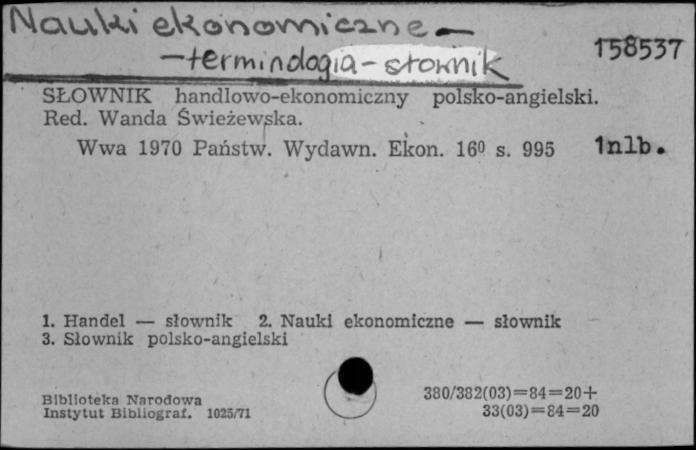 Nauki ekonomiczne —
— terminologia - słownik
158537
SŁOWNIK handlowo-ekonomiczny polsko-angielski.
Red. Wanda Świeżewska.
Wwa 1970 Państw. Wydawn. Ekon. 16⁰ s. 995 1nlb.
1. Handel — słownik 2. Nauki ekonomiczne — słownik
3. Słownik polsko-angielski
Biblioteka Narodowa
Instytut Bibliograf. 1025/71
380/382(03)=84=20+
33(03)=84=20